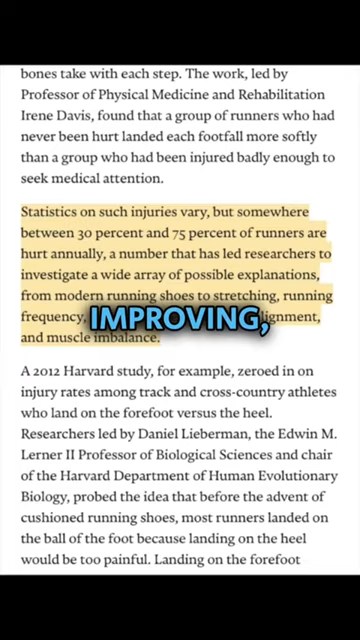 bones take with each step. The work, led by
Professor of Physical Medicine and Rehabilitation
Irene Davis, found that a group of runners who had
never been hurt landed each footfall more softly
than a group who had been injured badly enough to
seek medical attention.
Statistics on such injuries vary, but somewhere
between 30 percent and 75 percent of runners are
hurt annually, a number that has led researchers to
investigate a wide array of possible explanations,
from modern running shoes to stretching, running
frequency,
IMPROVING,
and muscle imbalance.
A 2012 Harvard study, for example, zeroed in on
injury rates among track and cross-country athletes
who land on the forefoot versus the heel.
Researchers led by Daniel Lieberman, the Edwin M.
Lerner II Professor of Biological Sciences and chair
of the Harvard Department of Human Evolutionary
Biology, probed the idea that before the advent of
cushioned running shoes, most runners landed on
the ball of the foot because landing on the heel
would be too painful. Landing on the forefoot